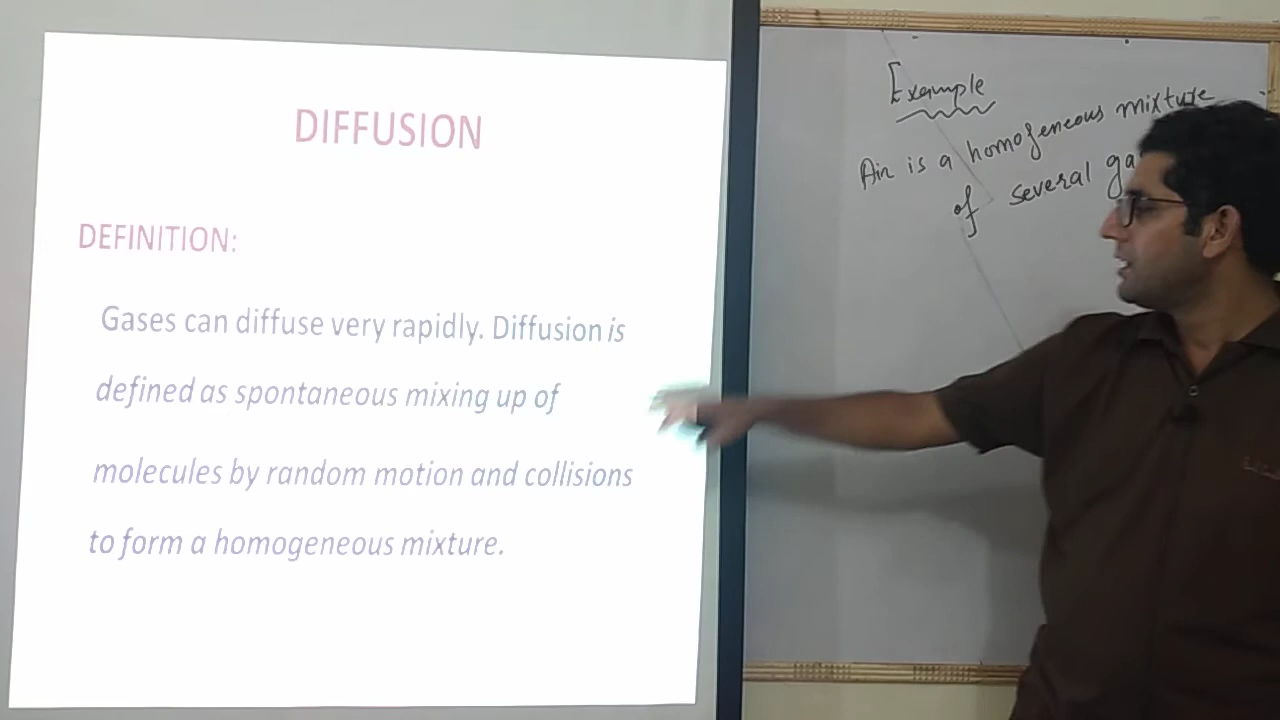 DIFFUSION
DEFINITION:
Gases can diffuse very rapidly. Diffusion is
defined as spontaneous mixing up of
molecules by random motion and collisions
to form a homogeneous mixture.
Example
Air is a homogeneous mixture
of several